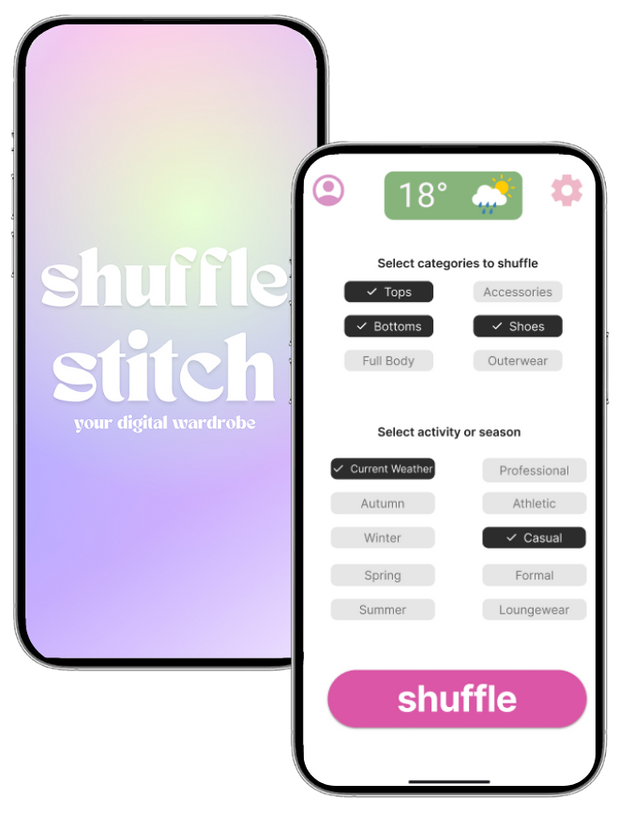 shuffle
stitch
your digital wardrobe
18°
Select categories to shuffle
✓ Tops
Accessories
✓ Bottoms
✓ Shoes
Full Body
Outerwear
Select activity or season
✓ Current Weather
Professional
Autumn
Athletic
Winter
✓ Casual
Spring
Formal
Summer
Loungewear
shuffle